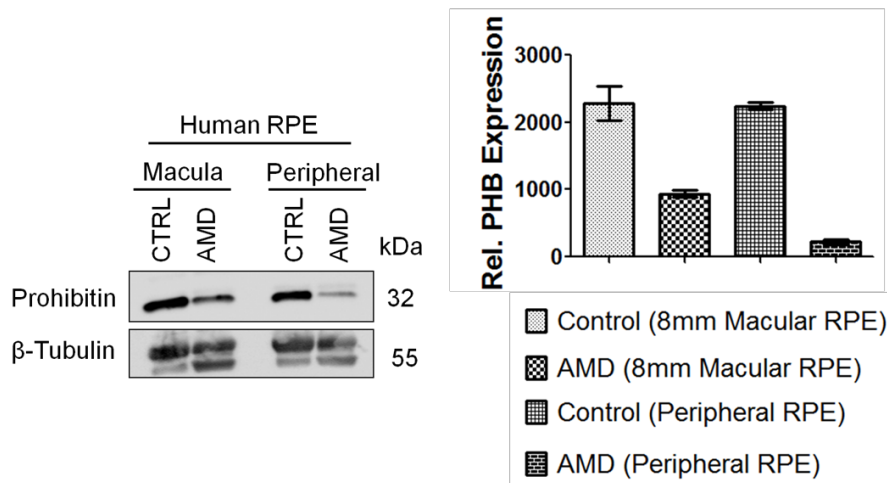 Human RPE
Macula Peripheral
CTRL AMD CTRL AMD kDa
Prohibitin 32
β-Tubulin 55
Rel. PHB Expression
3000
2000
1000
0
Control (8mm Macular RPE)
AMD (8mm Macular RPE)
Control (Peripheral RPE)
AMD (Peripheral RPE)